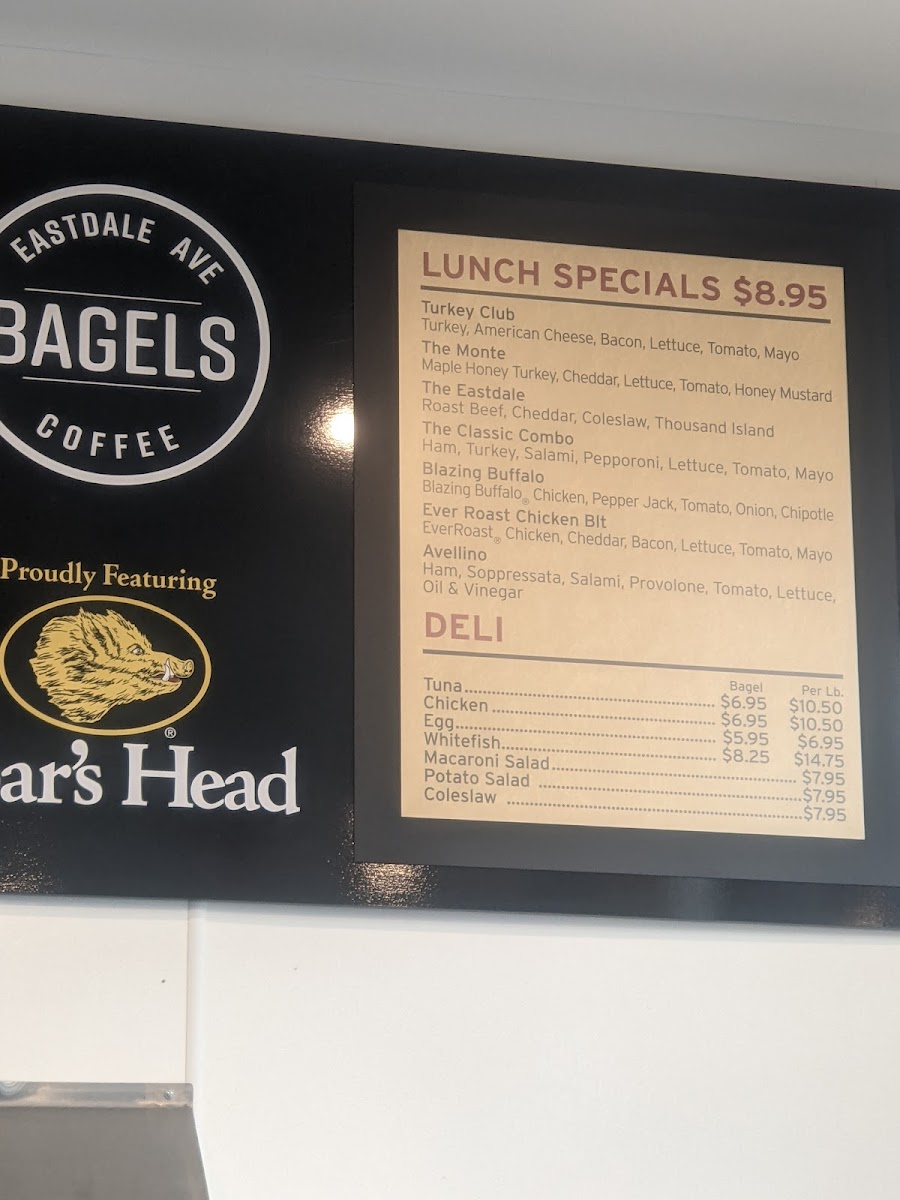 EASTDALE AVE
BAGELS
COFFEE
Proudly Featuring
ar's Head
®
LUNCH SPECIALS $8.95
Turkey Club
Turkey, American Cheese, Bacon, Lettuce, Tomato, Mayo
The Monte
Maple Honey Turkey, Cheddar, Lettuce, Tomato, Honey Mustard
The Eastdale
Roast Beef, Cheddar, Coleslaw, Thousand Island
The Classic Combo
Ham, Turkey, Salami, Pepporoni, Lettuce, Tomato, Mayo
Blazing Buffalo
Blazing Buffalo® Chicken, Pepper Jack, Tomato, Onion, Chipotle
Ever Roast Chicken Blt
EverRoast® Chicken, Cheddar, Bacon, Lettuce, Tomato, Mayo
Avellino
Ham, Soppressata, Salami, Provolone, Tomato, Lettuce,
Oil & Vinegar
DELI
Bagel Per Lb.
Tuna $6.95 $10.50
Chicken $6.95 $10.50
Egg $5.95 $6.95
Whitefish $8.25 $14.75
Macaroni Salad $7.95
Potato Salad $7.95
Coleslaw $7.95